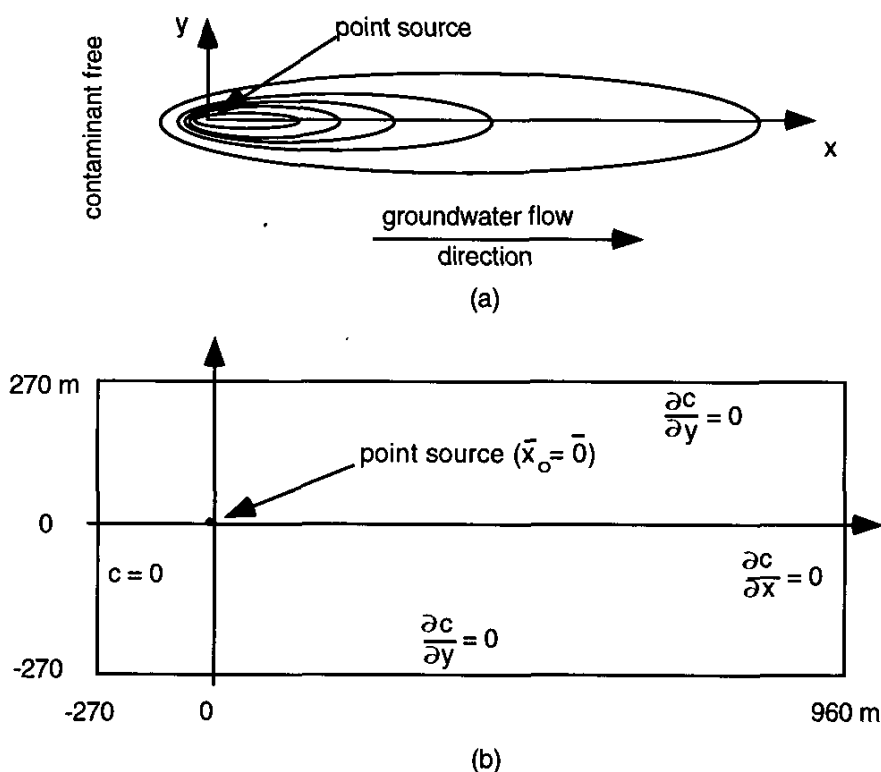 y
point source
contaminant free
x
groundwater flow
direction
(a)
270 m
∂c/∂y = 0
point source (x̄o = 0̄)
0
c = 0
∂c/∂x = 0
∂c/∂y = 0
-270
-270 0 960 m
(b)